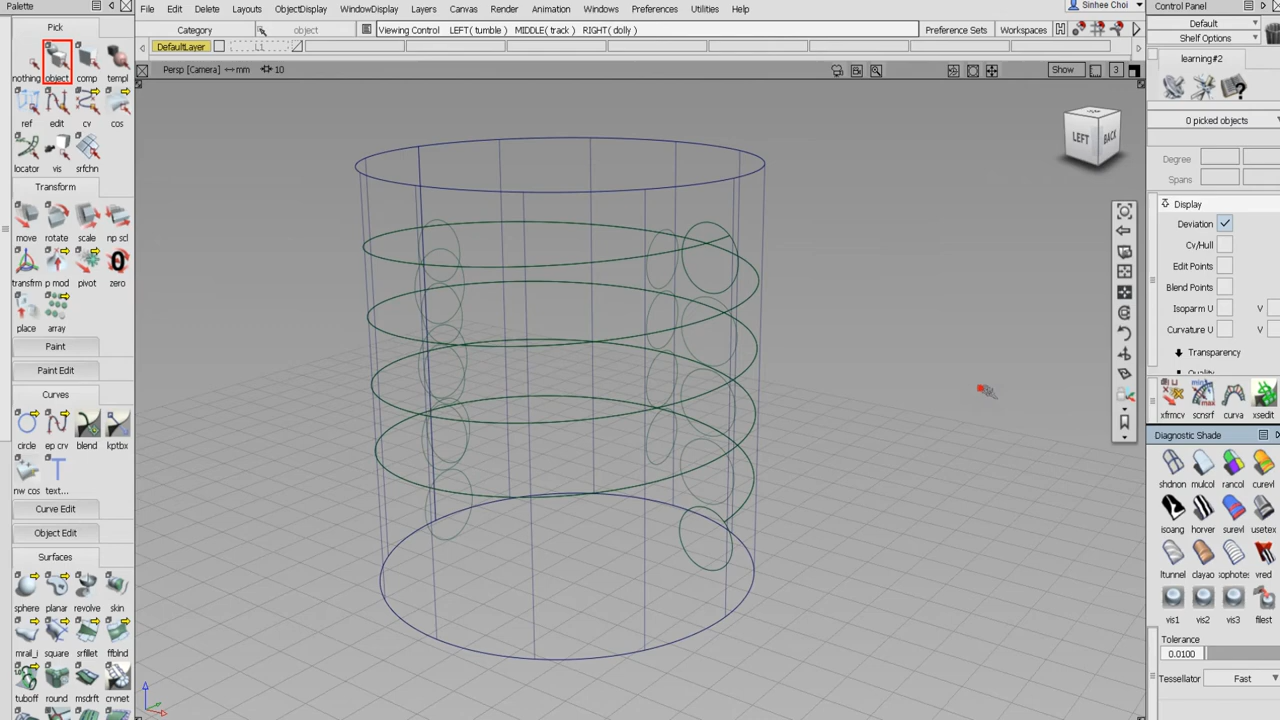 Palette
Pick
nothing object comp templ
ref edit cv cos
locator vis srfchn
Transform
move rotate scale np scl
transfrm p mod pivot zero
place array
Paint
Paint Edit
Curves
circle ep crv blend kptbx
nw cos text...
Curve Edit
Object Edit
Surfaces
sphere planar revolve skin
mrail_i square srfillet ffblnd
tuboff round msdrft crvnet
File Edit Delete Layouts ObjectDisplay WindowDisplay Layers Canvas Render Animation Windows Preferences Utilities Help
Sinhee Choi
Category object Viewing Control LEFT( tumble ) MIDDLE( track ) RIGHT( dolly ) Preference Sets Workspaces
DefaultLayer L1
Persp [Camera] mm 10
Show 3
LEFT BACK
Control Panel
Default
Shelf Options
learning#2
0 picked objects
Degree
Spans
Display
Deviation
Cv/Hull
Edit Points
Blend Points
Isoparm U V
Curvature U V
Transparency
xfrmcv scnsrf curva xsedit
Diagnostic Shade
shdnon mulcol rancol curevl
isoang horver surevl usetex
ltunnel clayao sophotes vred
vis1 vis2 vis3 filest
Tolerance
0.0100
Tessellator Fast